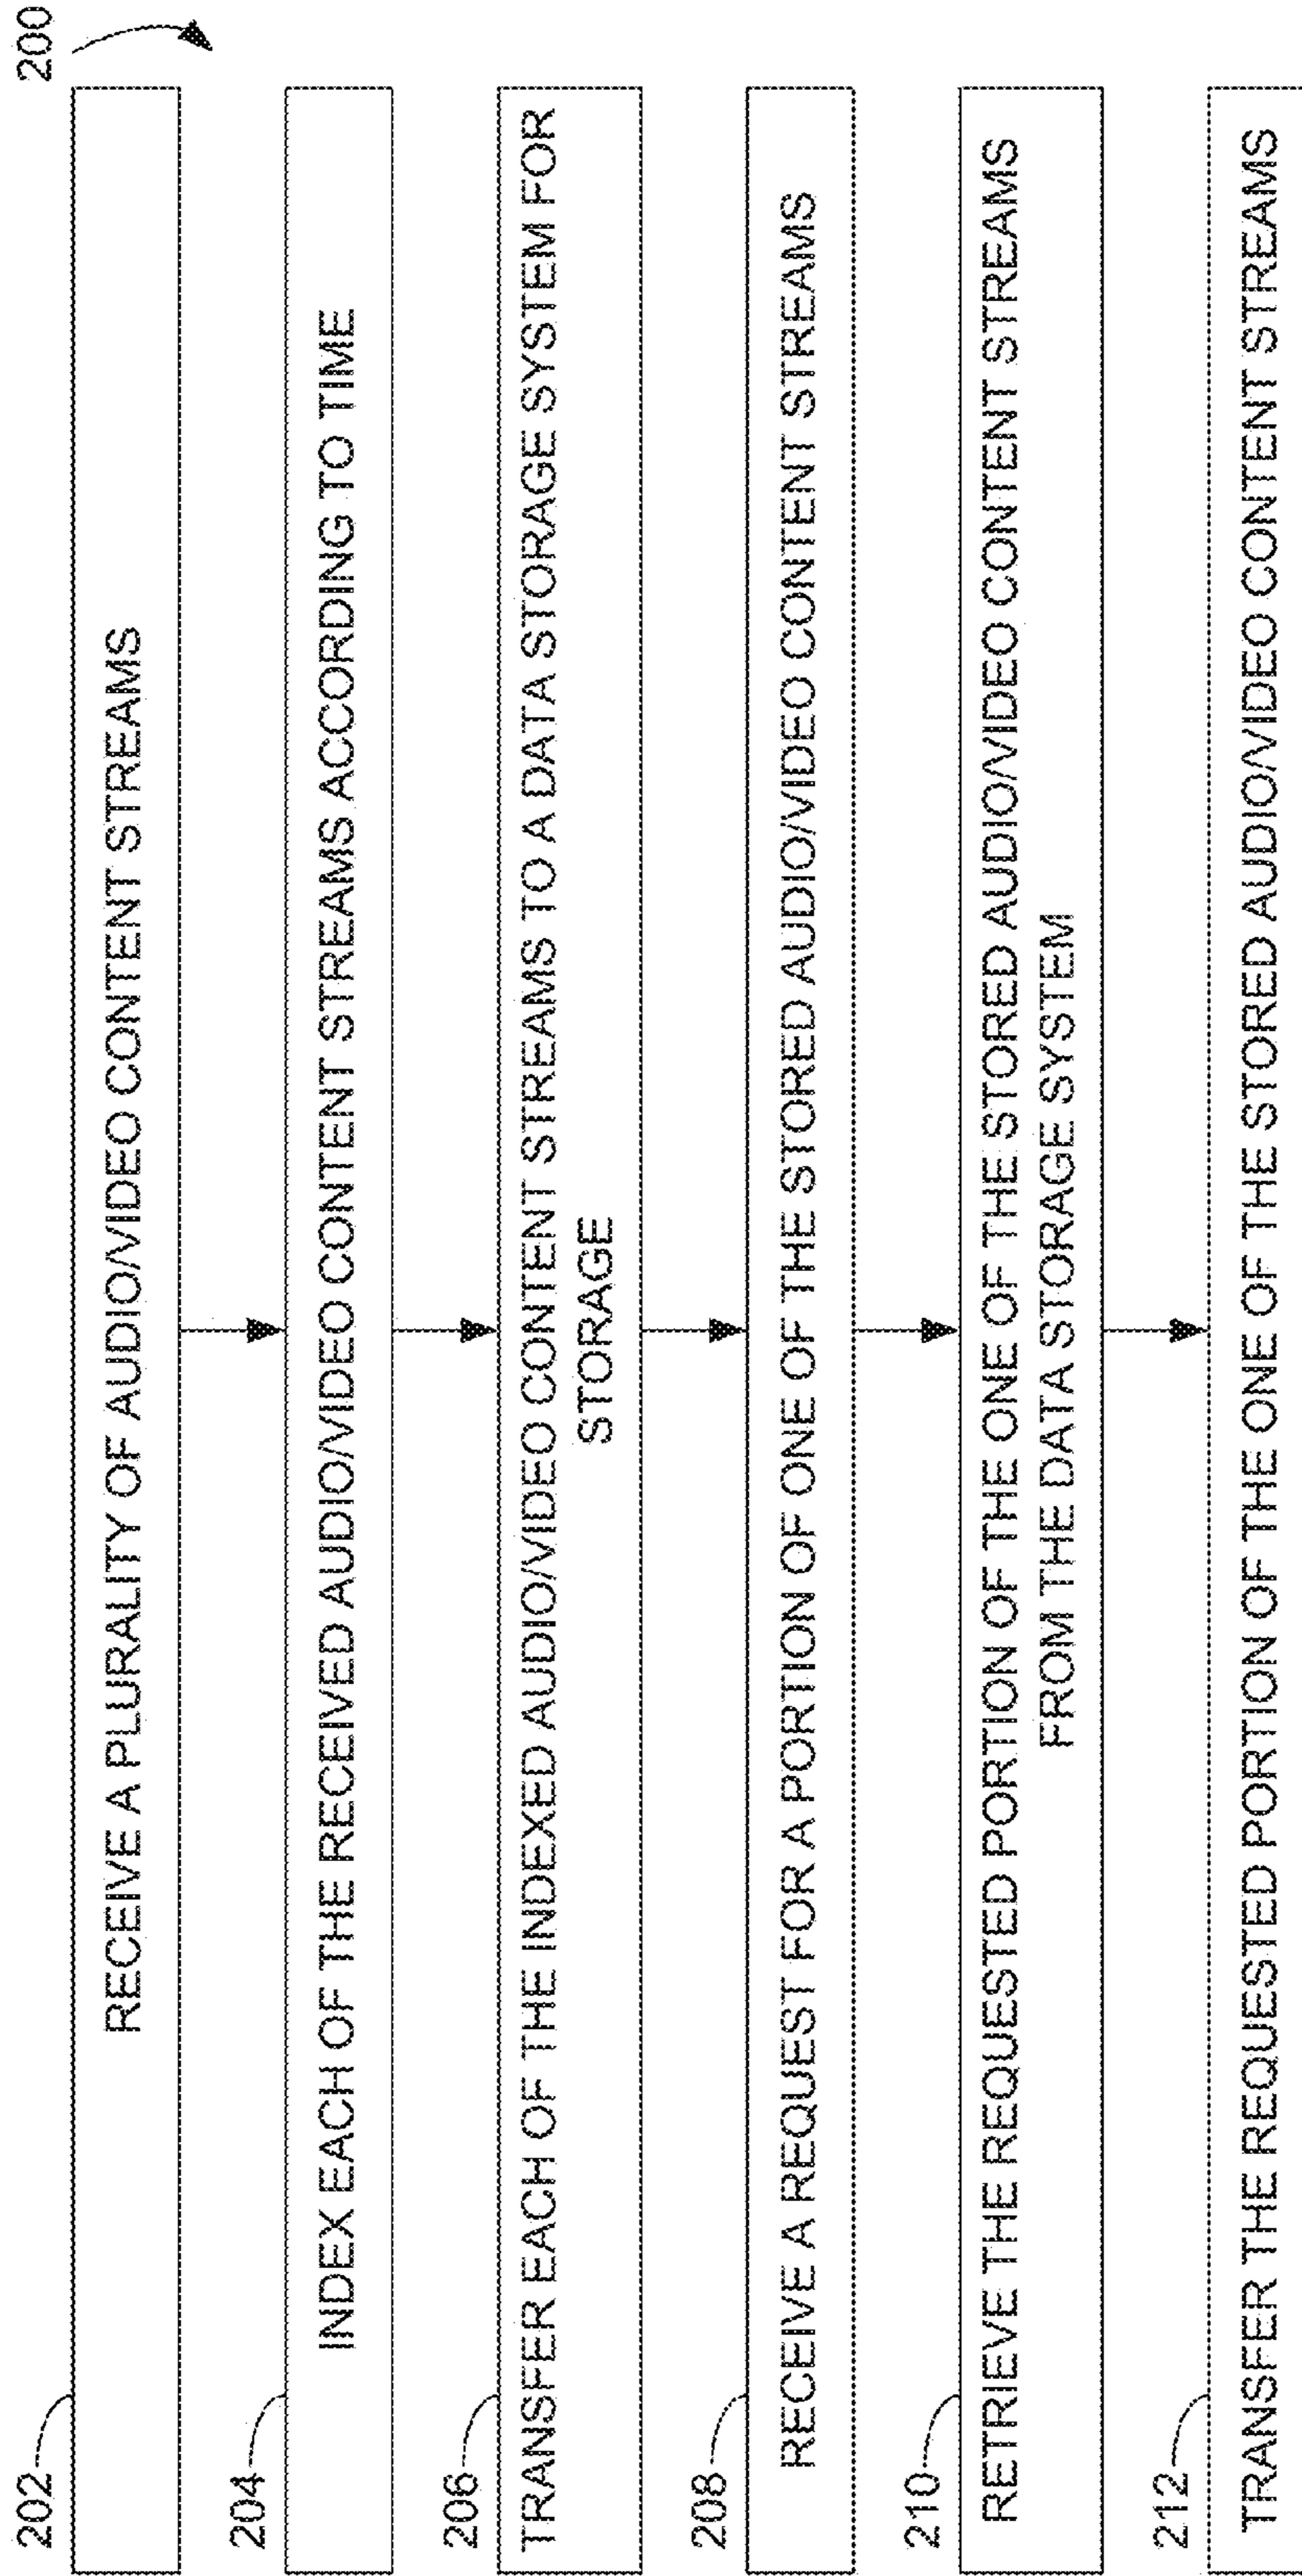 200
202
RECEIVE A PLURALITY OF AUDIO/VIDEO CONTENT STREAMS
204
INDEX EACH OF THE RECEIVED AUDIO/VIDEO CONTENT STREAMS ACCORDING TO TIME
206
TRANSFER EACH OF THE INDEXED AUDIO/VIDEO CONTENT STREAMS TO A DATA STORAGE SYSTEM FOR
STORAGE
208
RECEIVE A REQUEST FOR A PORTION OF ONE OF THE STORED AUDIO/VIDEO CONTENT STREAMS
210
RETRIEVE THE REQUESTED PORTION OF THE ONE OF THE STORED AUDIO/VIDEO CONTENT STREAMS
FROM THE DATA STORAGE SYSTEM
212
TRANSFER THE REQUESTED PORTION OF THE ONE OF THE STORED AUDIO/VIDEO CONTENT STREAMS